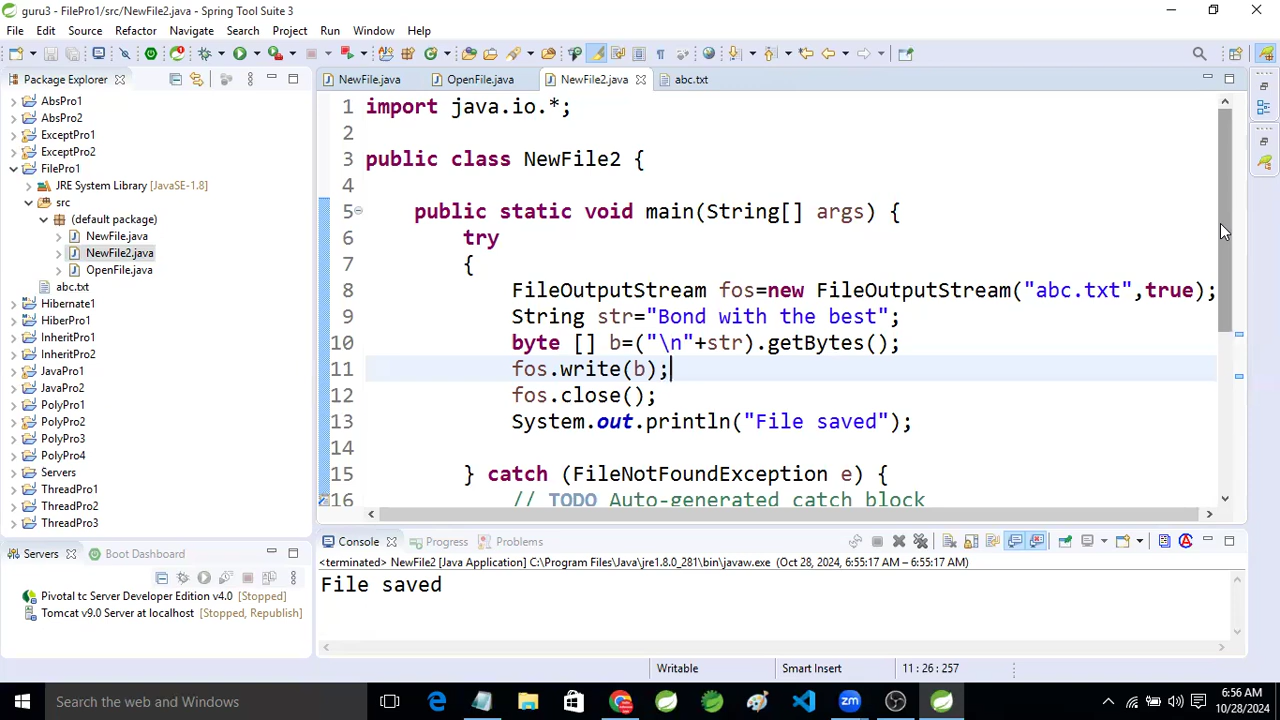 guru3 - FilePro1/src/NewFile2.java - Spring Tool Suite 3
File Edit Source Refactor Navigate Search Project Run Window Help
Package Explorer
AbsPro1
AbsPro2
ExceptPro1
ExceptPro2
FilePro1
JRE System Library [JavaSE-1.8]
src
(default package)
NewFile.java
NewFile2.java
OpenFile.java
abc.txt
Hibernate1
HiberPro1
InheritPro1
InheritPro2
JavaPro1
JavaPro2
PolyPro1
PolyPro2
PolyPro3
PolyPro4
Servers
ThreadPro1
ThreadPro2
ThreadPro3
Servers Boot Dashboard
Pivotal tc Server Developer Edition v4.0 [Stopped]
Tomcat v9.0 Server at localhost [Stopped, Republish]
NewFile.java OpenFile.java NewFile2.java abc.txt
1 import java.io.*;
2
3 public class NewFile2 {
4
5 public static void main(String[] args) {
6 try
7 {
8 FileOutputStream fos=new FileOutputStream("abc.txt",true);
9 String str="Bond with the best";
10 byte [] b=("\n"+str).getBytes();
11 fos.write(b);
12 fos.close();
13 System.out.println("File saved");
14
15 } catch (FileNotFoundException e) {
16 // TODO Auto-generated catch block
Console Progress Problems
<terminated> NewFile2 [Java Application] C:\Program Files\Java\jre1.8.0_281\bin\javaw.exe (Oct 28, 2024, 6:55:17 AM – 6:55:17 AM)
File saved
Writable Smart Insert 11 : 26 : 257
Search the web and Windows
6:56 AM
10/28/2024